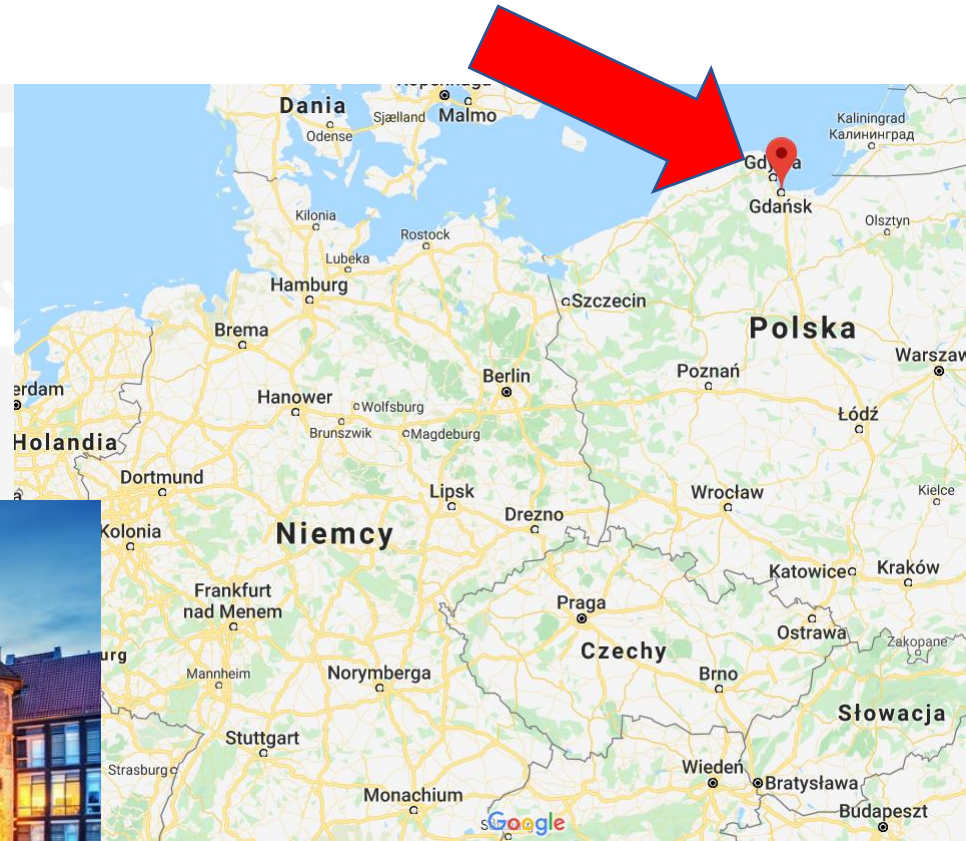 Dania
Sjælland
Malmo
Odense
Kaliningrad
Калининград
Gdańsk
Kilonia
Olsztyn
Rostock
Lubeka
Hamburg
Szczecin
Brema
Polska
Warszaw
Poznań
Berlin
erdam
Hanower
Wolfsburg
Łódź
Brunszwik
Magdeburg
Holandia
Dortmund
Lipsk
Wrocław
Kielce
Drezno
Kolonia
Niemcy
Katowice
Kraków
Frankfurt
nad Menem
Praga
Ostrawa
Czechy
Zakopane
urg
Mannheim
Norymberga
Brno
Słowacja
Stuttgart
Strasburg
Wiedeń
Bratysława
Monachium
Budapeszt
Google